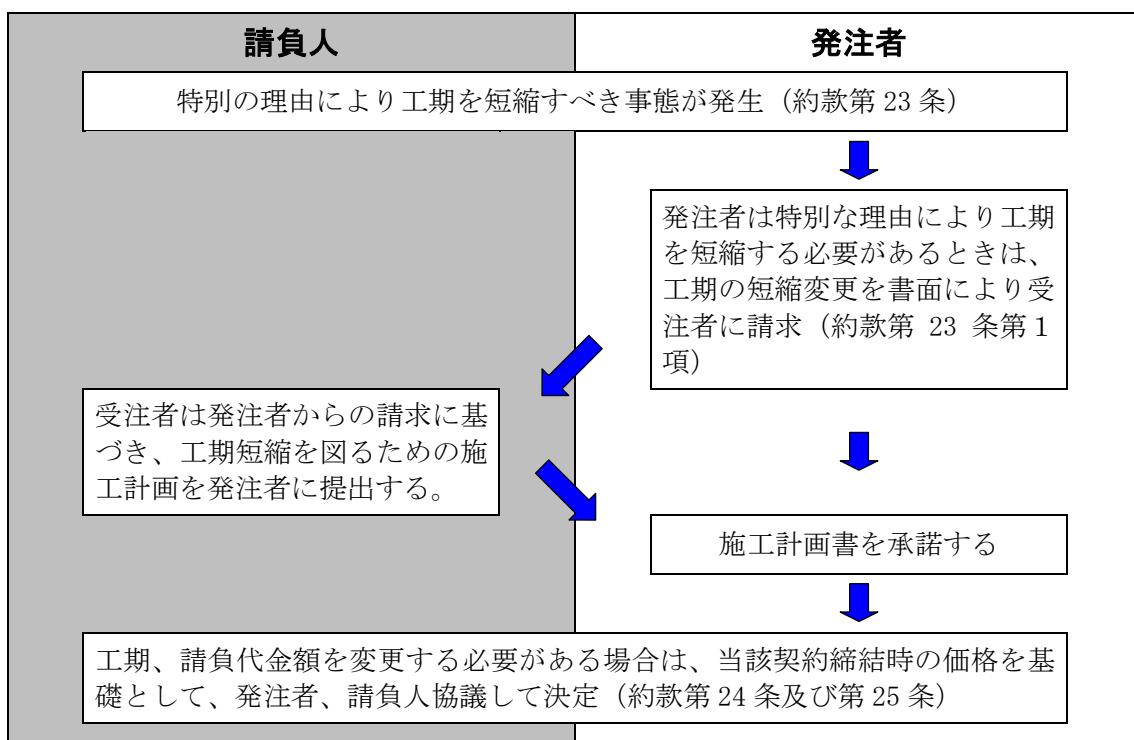 請負人
発注者
特別の理由により工期を短縮すべき事態が発生（約款第 23 条）
発注者は特別な理由により工期
を短縮する必要があるときは、
工期の短縮変更を書面により受
注者に請求（約款第 23 条第１
項）
受注者は発注者からの請求に基
づき、工期短縮を図るための施
工計画を発注者に提出する。
施工計画書を承諾する
工期、請負代金額を変更する必要がある場合は、当該契約締結時の価格を基
礎として、発注者、請負人協議して決定（約款第 24 条及び第 25 条）